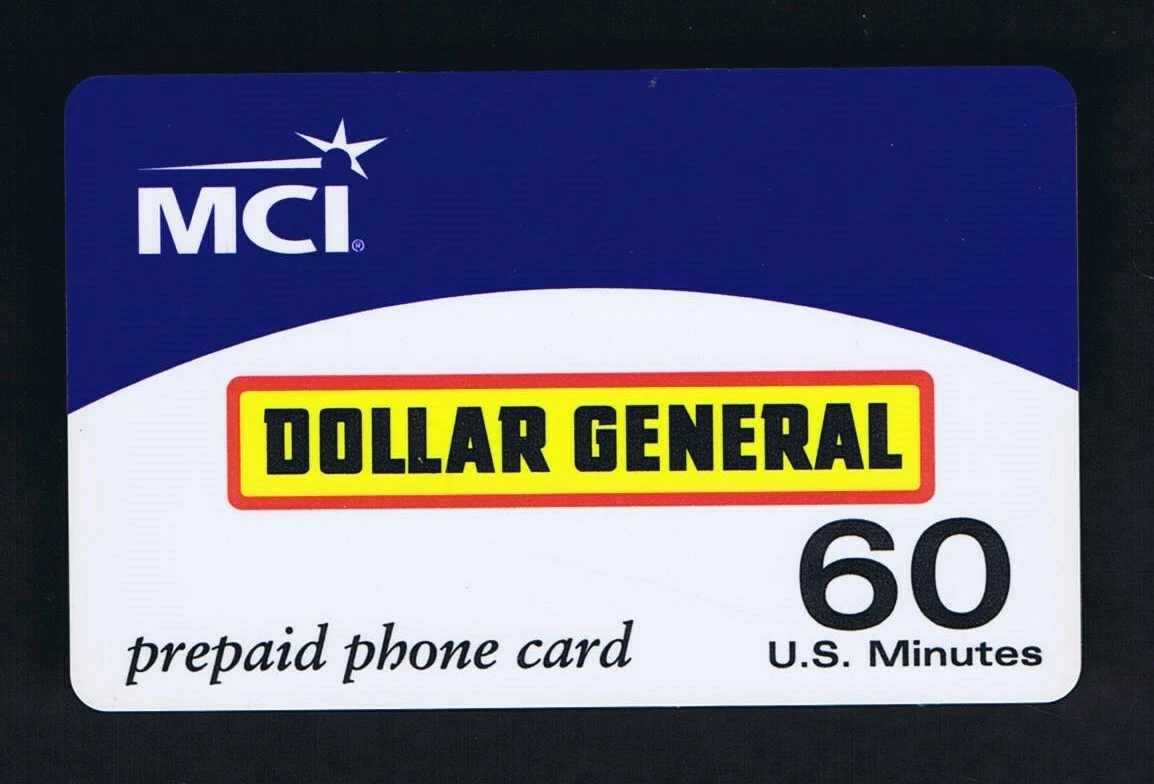 MCI®
DOLLAR GENERAL
60
prepaid phone card
U.S. Minutes